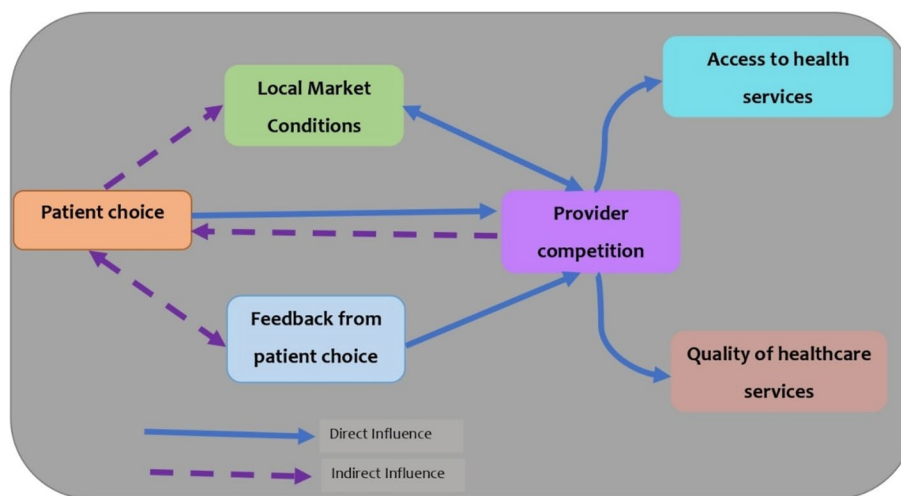 Local Market
Conditions
Access to health
services
Patient choice
Provider
competition
Feedback from
patient choice
Quality of healthcare
services
Direct Influence
Indirect Influence